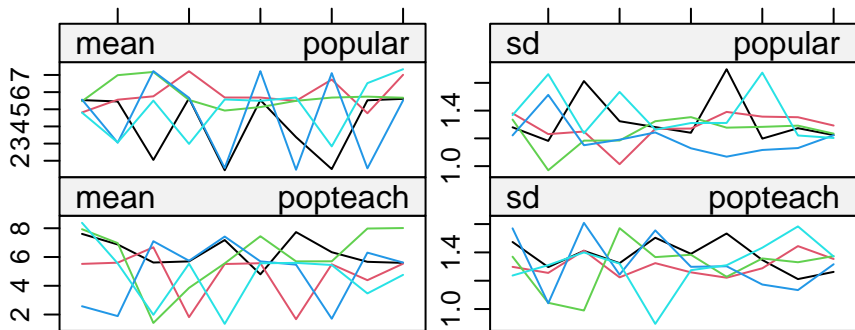 mean popular
234567
sd popular
1.0 1.4
mean popteach
2 4 6 8
sd popteach
1.0 1.4